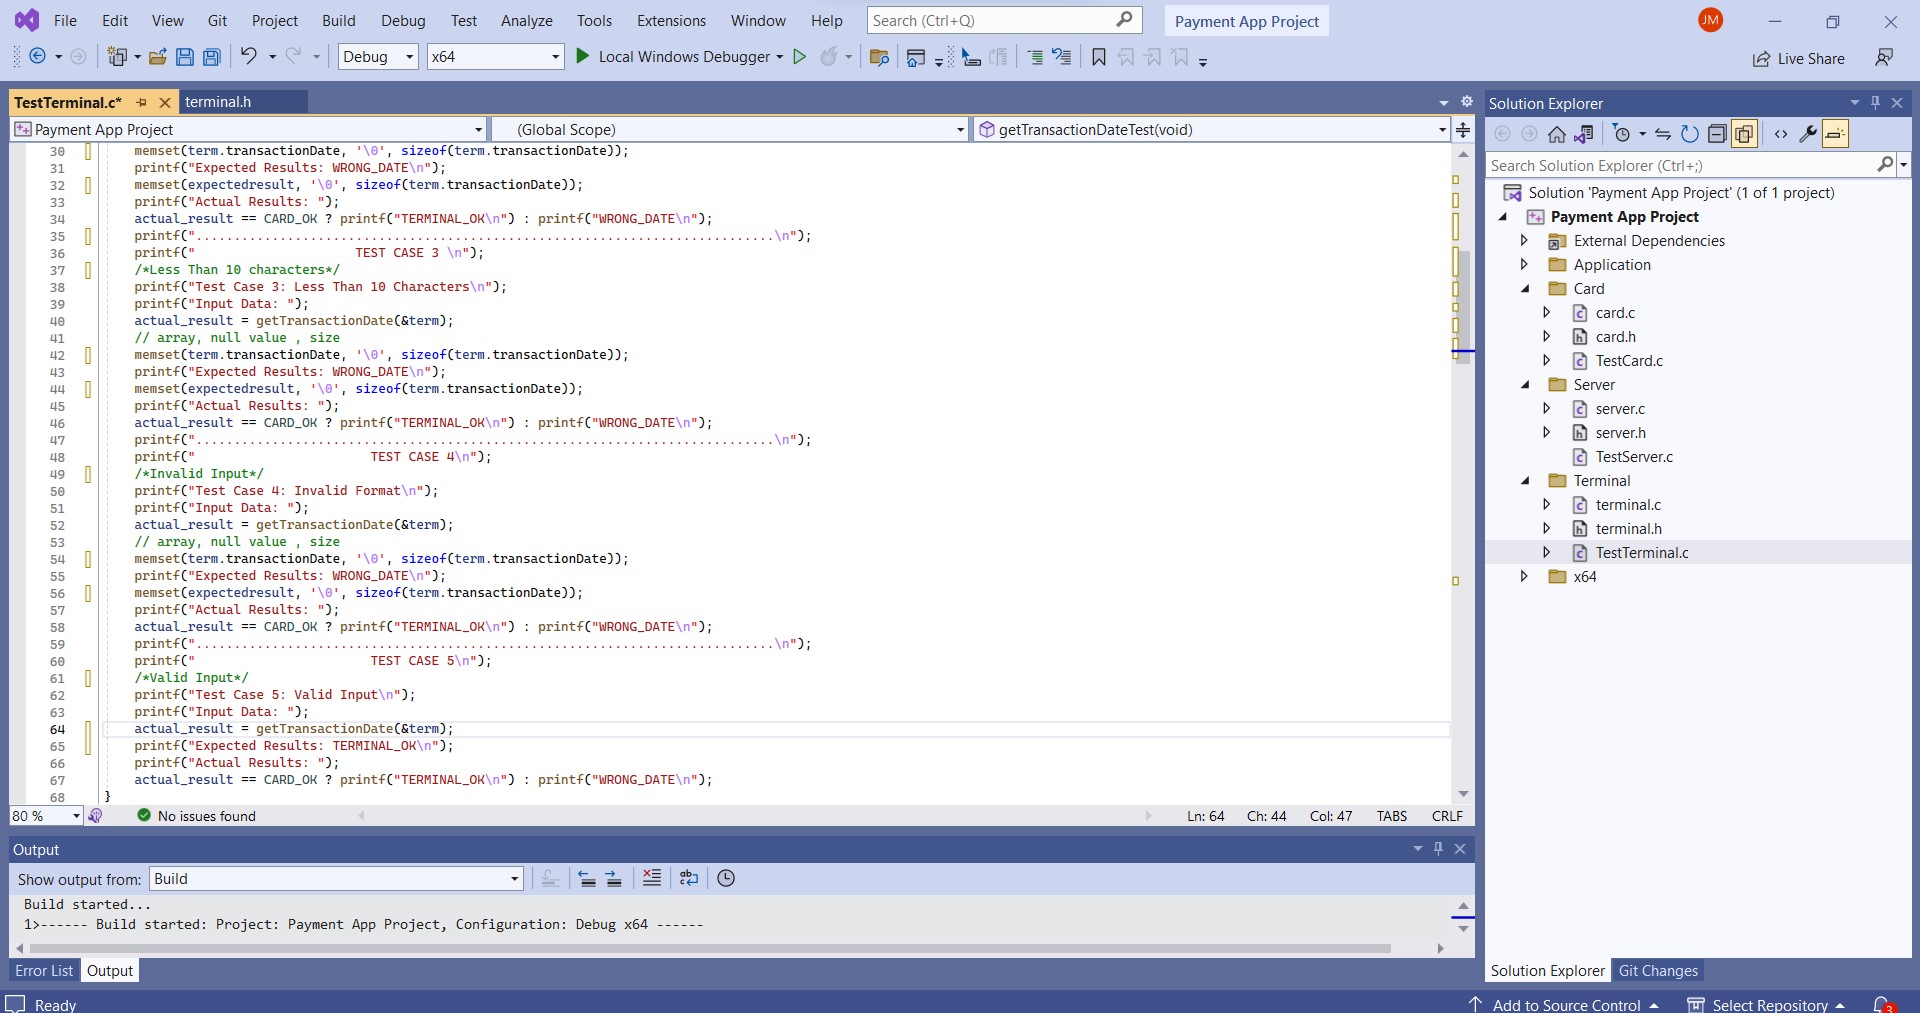 File Edit View Git Project Build Debug Test Analyze Tools Extensions Window Help Search (Ctrl+Q) Payment App Project JM
Debug x64 Local Windows Debugger Live Share
TestTerminal.c* terminal.h
Payment App Project (Global Scope) getTransactionDateTest(void)
30 memset(term.transactionDate, '\0', sizeof(term.transactionDate));
31 printf("Expected Results: WRONG_DATE\n");
32 memset(expectedresult, '\0', sizeof(term.transactionDate));
33 printf("Actual Results: ");
34 actual_result == CARD_OK ? printf("TERMINAL_OK\n") : printf("WRONG_DATE\n");
35 printf("............................................................................\n");
36 printf(" TEST CASE 3 \n");
37 /*Less Than 10 characters*/
38 printf("Test Case 3: Less Than 10 Characters\n");
39 printf("Input Data: ");
40 actual_result = getTransactionDate(&term);
41 // array, null value , size
42 memset(term.transactionDate, '\0', sizeof(term.transactionDate));
43 printf("Expected Results: WRONG_DATE\n");
44 memset(expectedresult, '\0', sizeof(term.transactionDate));
45 printf("Actual Results: ");
46 actual_result == CARD_OK ? printf("TERMINAL_OK\n") : printf("WRONG_DATE\n");
47 printf("............................................................................\n");
48 printf(" TEST CASE 4\n");
49 /*Invalid Input*/
50 printf("Test Case 4: Invalid Format\n");
51 printf("Input Data: ");
52 actual_result = getTransactionDate(&term);
53 // array, null value , size
54 memset(term.transactionDate, '\0', sizeof(term.transactionDate));
55 printf("Expected Results: WRONG_DATE\n");
56 memset(expectedresult, '\0', sizeof(term.transactionDate));
57 printf("Actual Results: ");
58 actual_result == CARD_OK ? printf("TERMINAL_OK\n") : printf("WRONG_DATE\n");
59 printf("............................................................................\n");
60 printf(" TEST CASE 5\n");
61 /*Valid Input*/
62 printf("Test Case 5: Valid Input\n");
63 printf("Input Data: ");
64 actual_result = getTransactionDate(&term);
65 printf("Expected Results: TERMINAL_OK\n");
66 printf("Actual Results: ");
67 actual_result == CARD_OK ? printf("TERMINAL_OK\n") : printf("WRONG_DATE\n");
68 }
80 % No issues found Ln: 64 Ch: 44 Col: 47 TABS CRLF
Output
Show output from: Build
Build started...
1>------ Build started: Project: Payment App Project, Configuration: Debug x64 ------
Error List Output
Solution Explorer
Search Solution Explorer (Ctrl+;)
Solution 'Payment App Project' (1 of 1 project)
Payment App Project
External Dependencies
Application
Card
card.c
card.h
TestCard.c
Server
server.c
server.h
TestServer.c
Terminal
terminal.c
terminal.h
TestTerminal.c
x64
Solution Explorer Git Changes
Ready Add to Source Control Select Repository 3